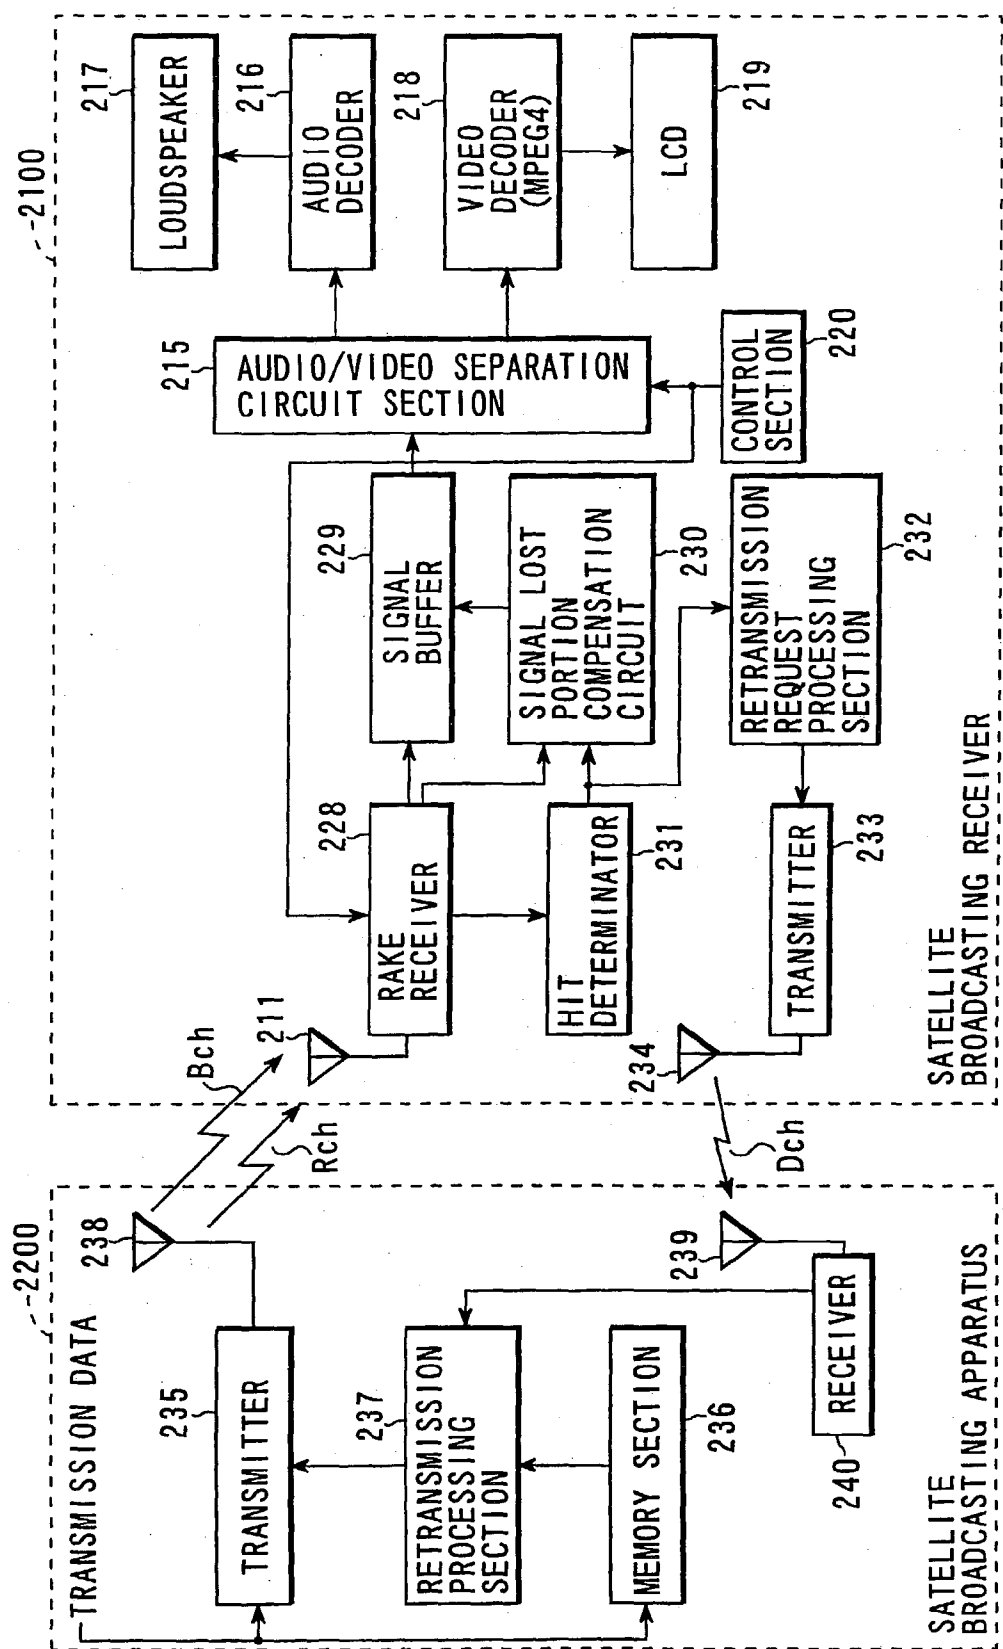 2200
TRANSMISSION DATA
235
TRANSMITTER
238
237
RETRANSMISSION
PROCESSING
SECTION
MEMORY SECTION
236
239
RECEIVER
240
SATELLITE
BROADCASTING APPARATUS
Bch
Rch
Dch
2100
211
228
RAKE
RECEIVER
229
SIGNAL
BUFFER
215
AUDIO/VIDEO SEPARATION
CIRCUIT SECTION
217
LOUDSPEAKER
216
AUDIO
DECODER
218
VIDEO
DECODER
(MPEG4)
LCD
219
HIT
DETERMINATOR
231
SIGNAL LOST
PORTION
COMPENSATION
CIRCUIT
230
CONTROL
SECTION
220
234
TRANSMITTER
233
RETRANSMISSION
REQUEST
PROCESSING
SECTION
232
SATELLITE
BROADCASTING RECEIVER